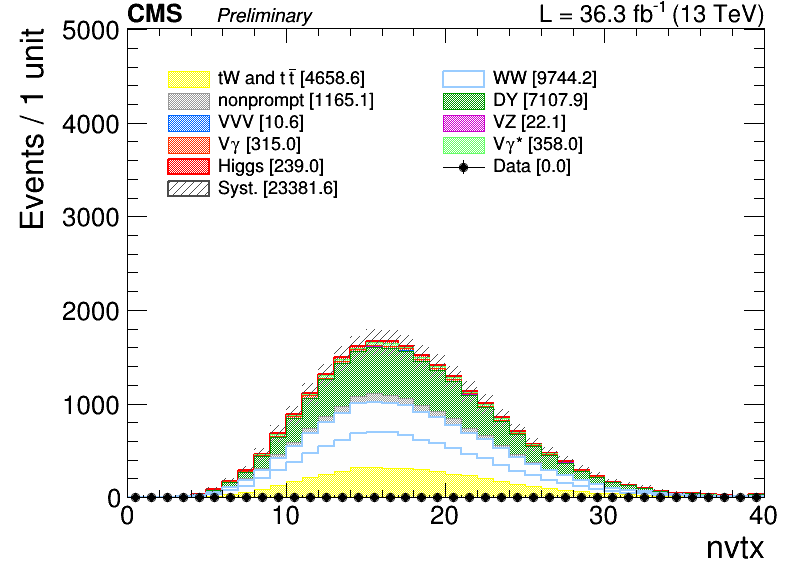 CMS Preliminary L = 36.3 fb⁻¹ (13 TeV)
Events / 1 unit
5000
4000
3000
2000
1000
0
tW and tt̄ [4658.6]
WW [9744.2]
nonprompt [1165.1]
DY [7107.9]
VVV [10.6]
VZ [22.1]
Vγ [315.0]
Vγ* [358.0]
Higgs [239.0]
Data [0.0]
Syst. [23381.6]
0 10 20 30 40
nvtx